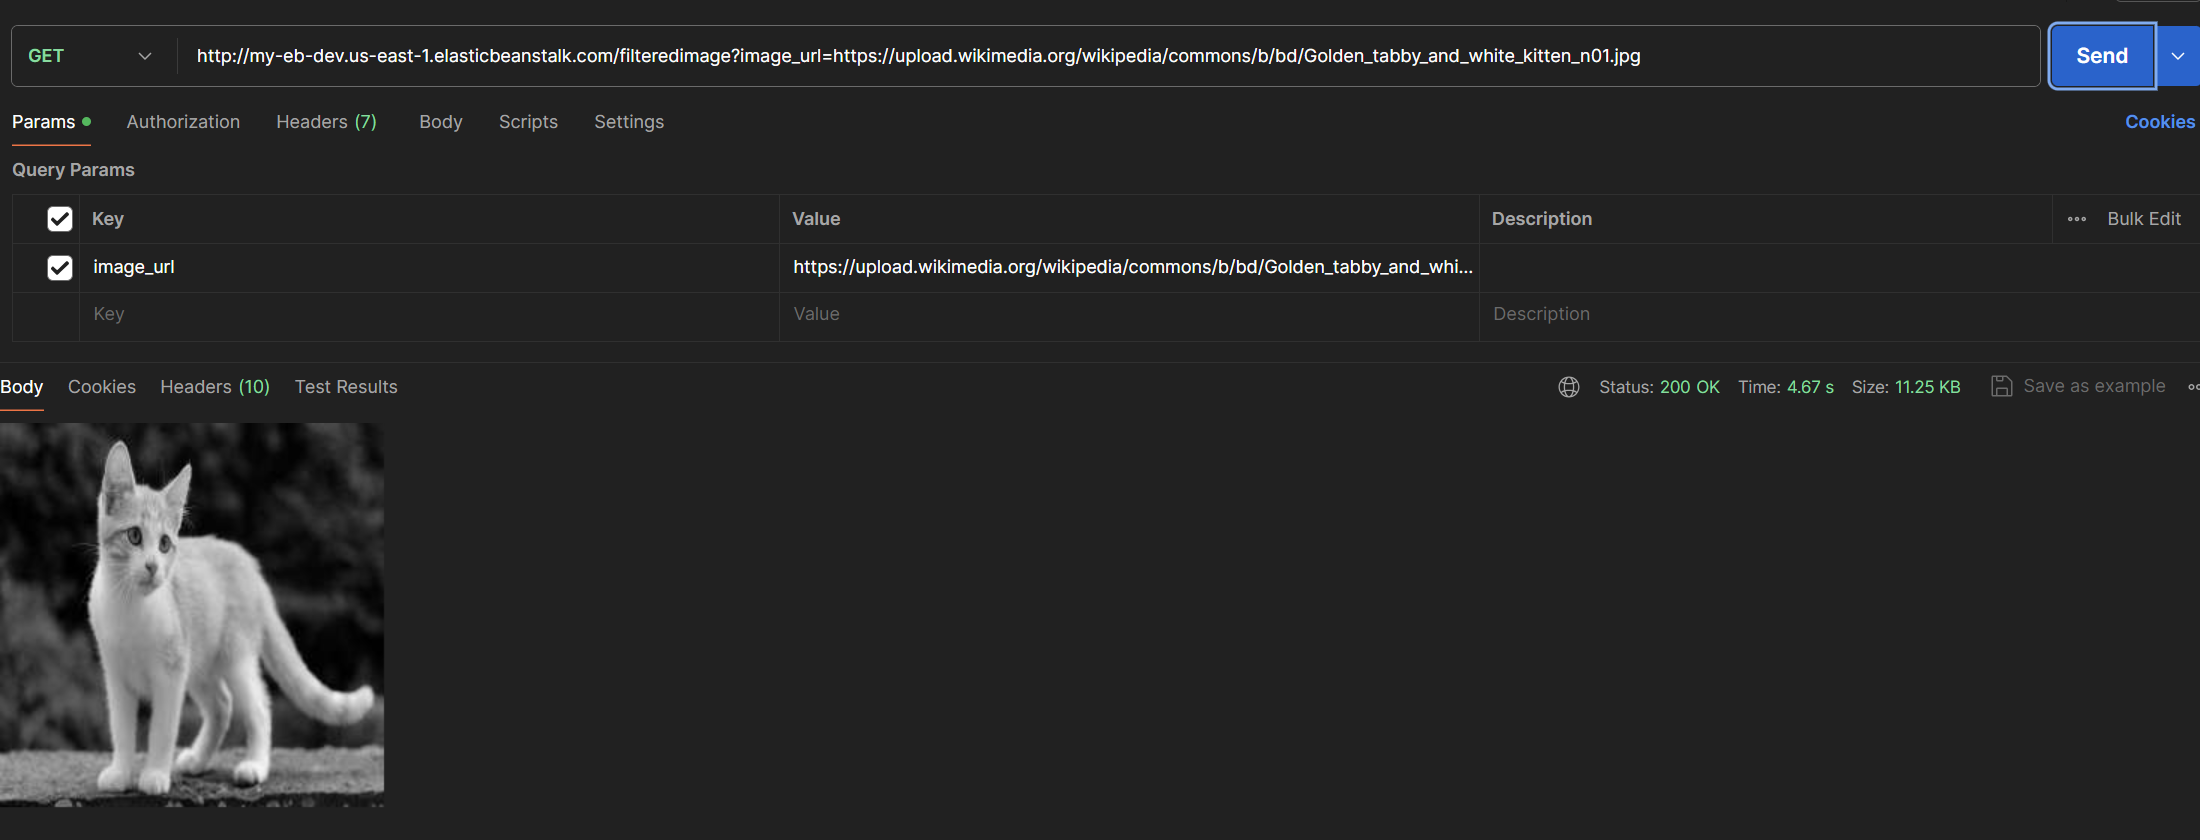 GET http://my-eb-dev.us-east-1.elasticbeanstalk.com/filteredimage?image_url=https://upload.wikimedia.org/wikipedia/commons/b/bd/Golden_tabby_and_white_kitten_n01.jpg Send
Params Authorization Headers (7) Body Scripts Settings Cookies
Query Params
Key Value Description Bulk Edit
image_url https://upload.wikimedia.org/wikipedia/commons/b/bd/Golden_tabby_and_whi...
Key Value Description
Body Cookies Headers (10) Test Results Status: 200 OK Time: 4.67 s Size: 11.25 KB Save as example